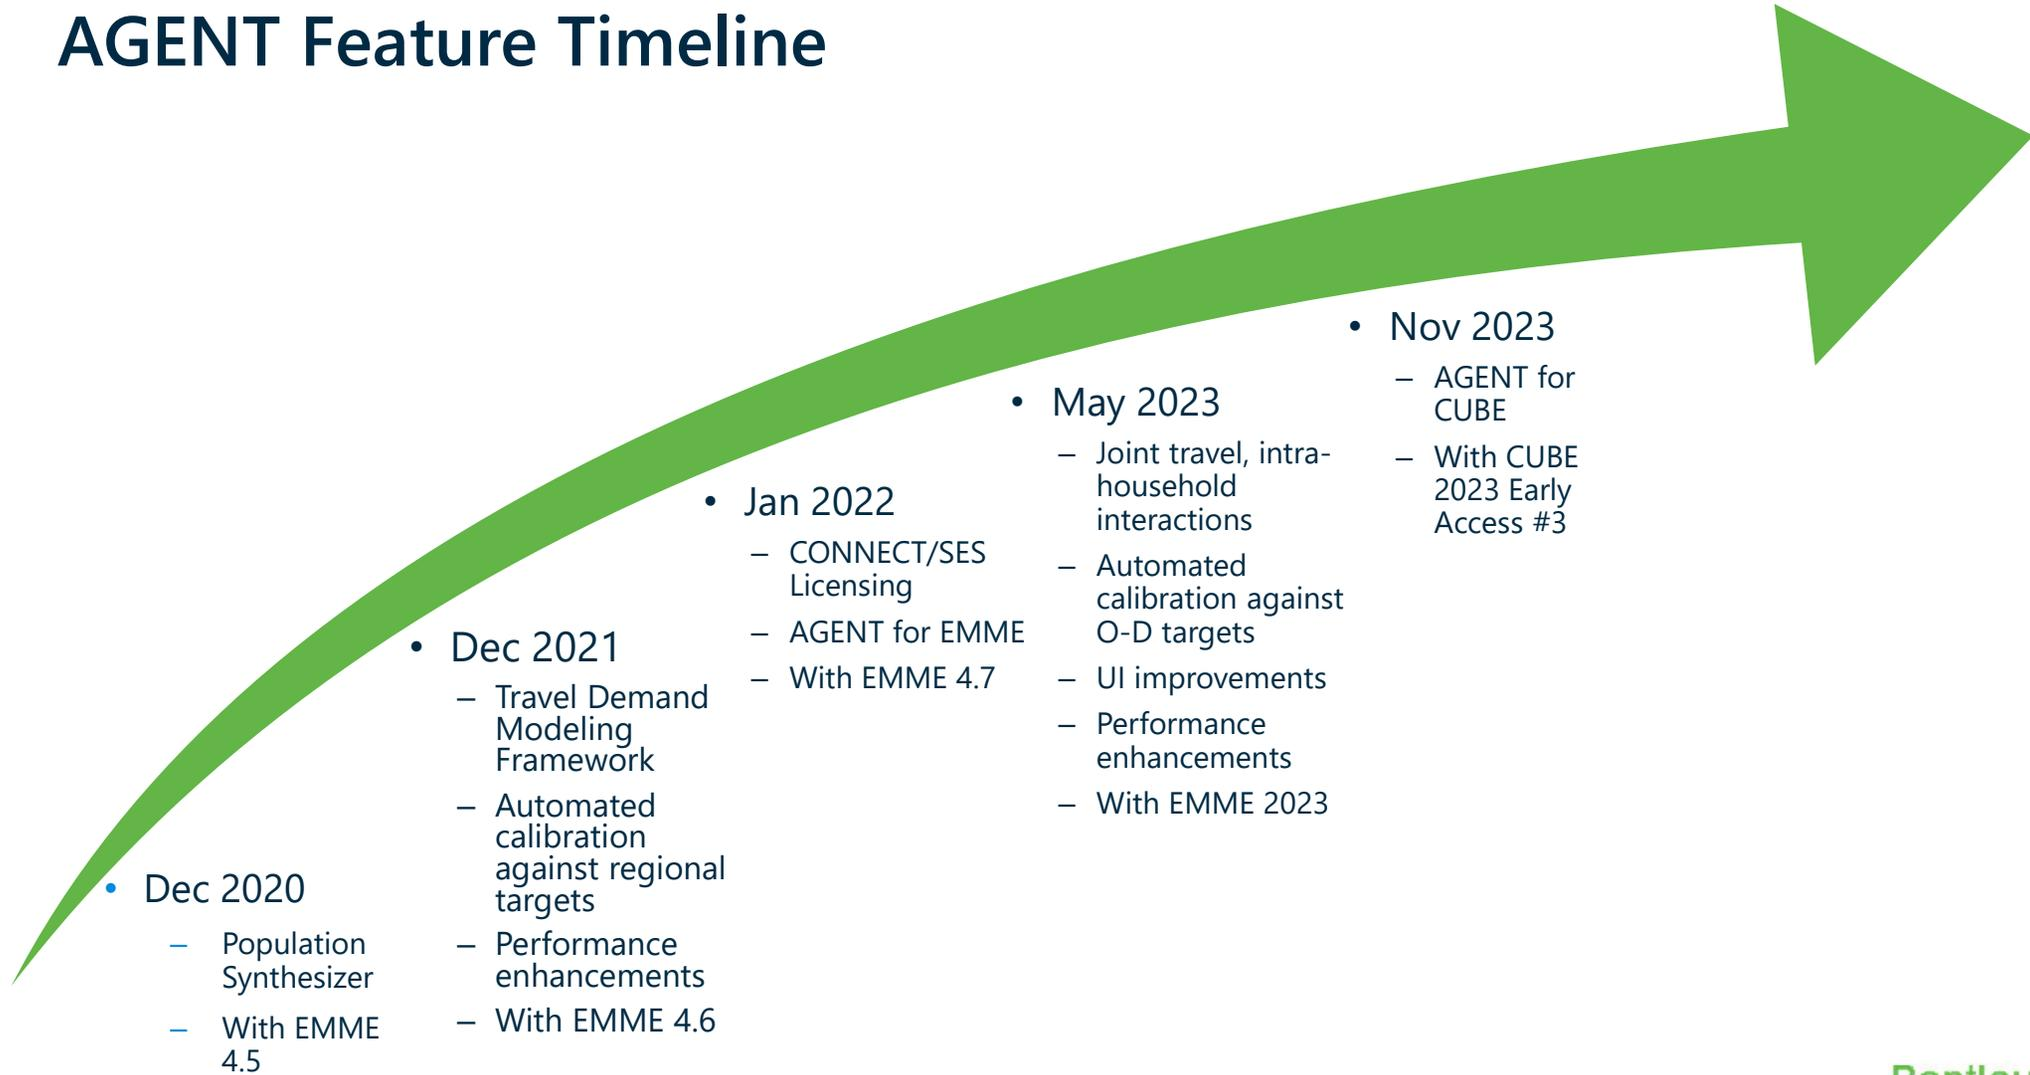 AGENT Feature Timeline
• Dec 2020
– Population
Synthesizer
– With EMME
4.5
• Dec 2021
– Travel Demand
Modeling
Framework
– Automated
calibration
against regional
targets
– Performance
enhancements
– With EMME 4.6
• Jan 2022
– CONNECT/SES
Licensing
– AGENT for EMME
– With EMME 4.7
• May 2023
– Joint travel, intra-
household
interactions
– Automated
calibration against
O-D targets
– UI improvements
– Performance
enhancements
– With EMME 2023
• Nov 2023
– AGENT for
CUBE
– With CUBE
2023 Early
Access #3